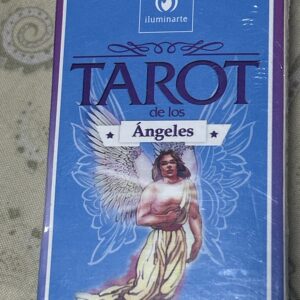 iluminarte
TAROT
de los
Ángeles